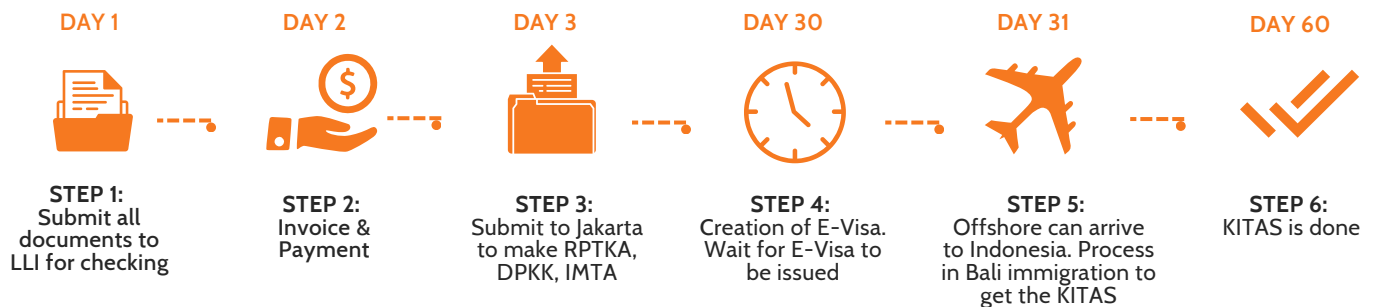 DAY 1
DAY 2
DAY 3
DAY 30
DAY 31
DAY 60
$
STEP 1:
Submit all
documents to
LLI for checking
STEP 2:
Invoice &
Payment
STEP 3:
Submit to Jakarta
to make RPTKA,
DPKK, IMTA
STEP 4:
Creation of E-Visa.
Wait for E-Visa to
be issued
STEP 5:
Offshore can arrive
to Indonesia. Process
in Bali immigration to
get the KITAS
STEP 6:
KITAS is done